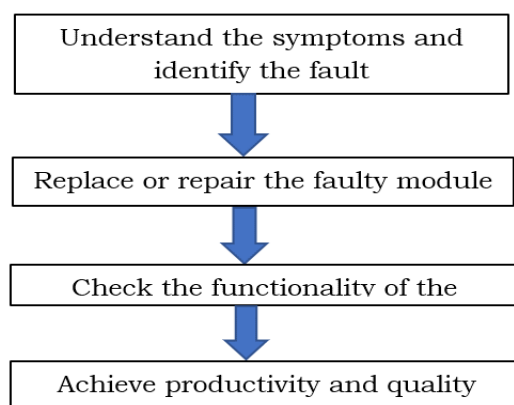 Understand the symptoms and
identify the fault
Replace or repair the faulty module
Check the functionality of the
Achieve productivity and quality